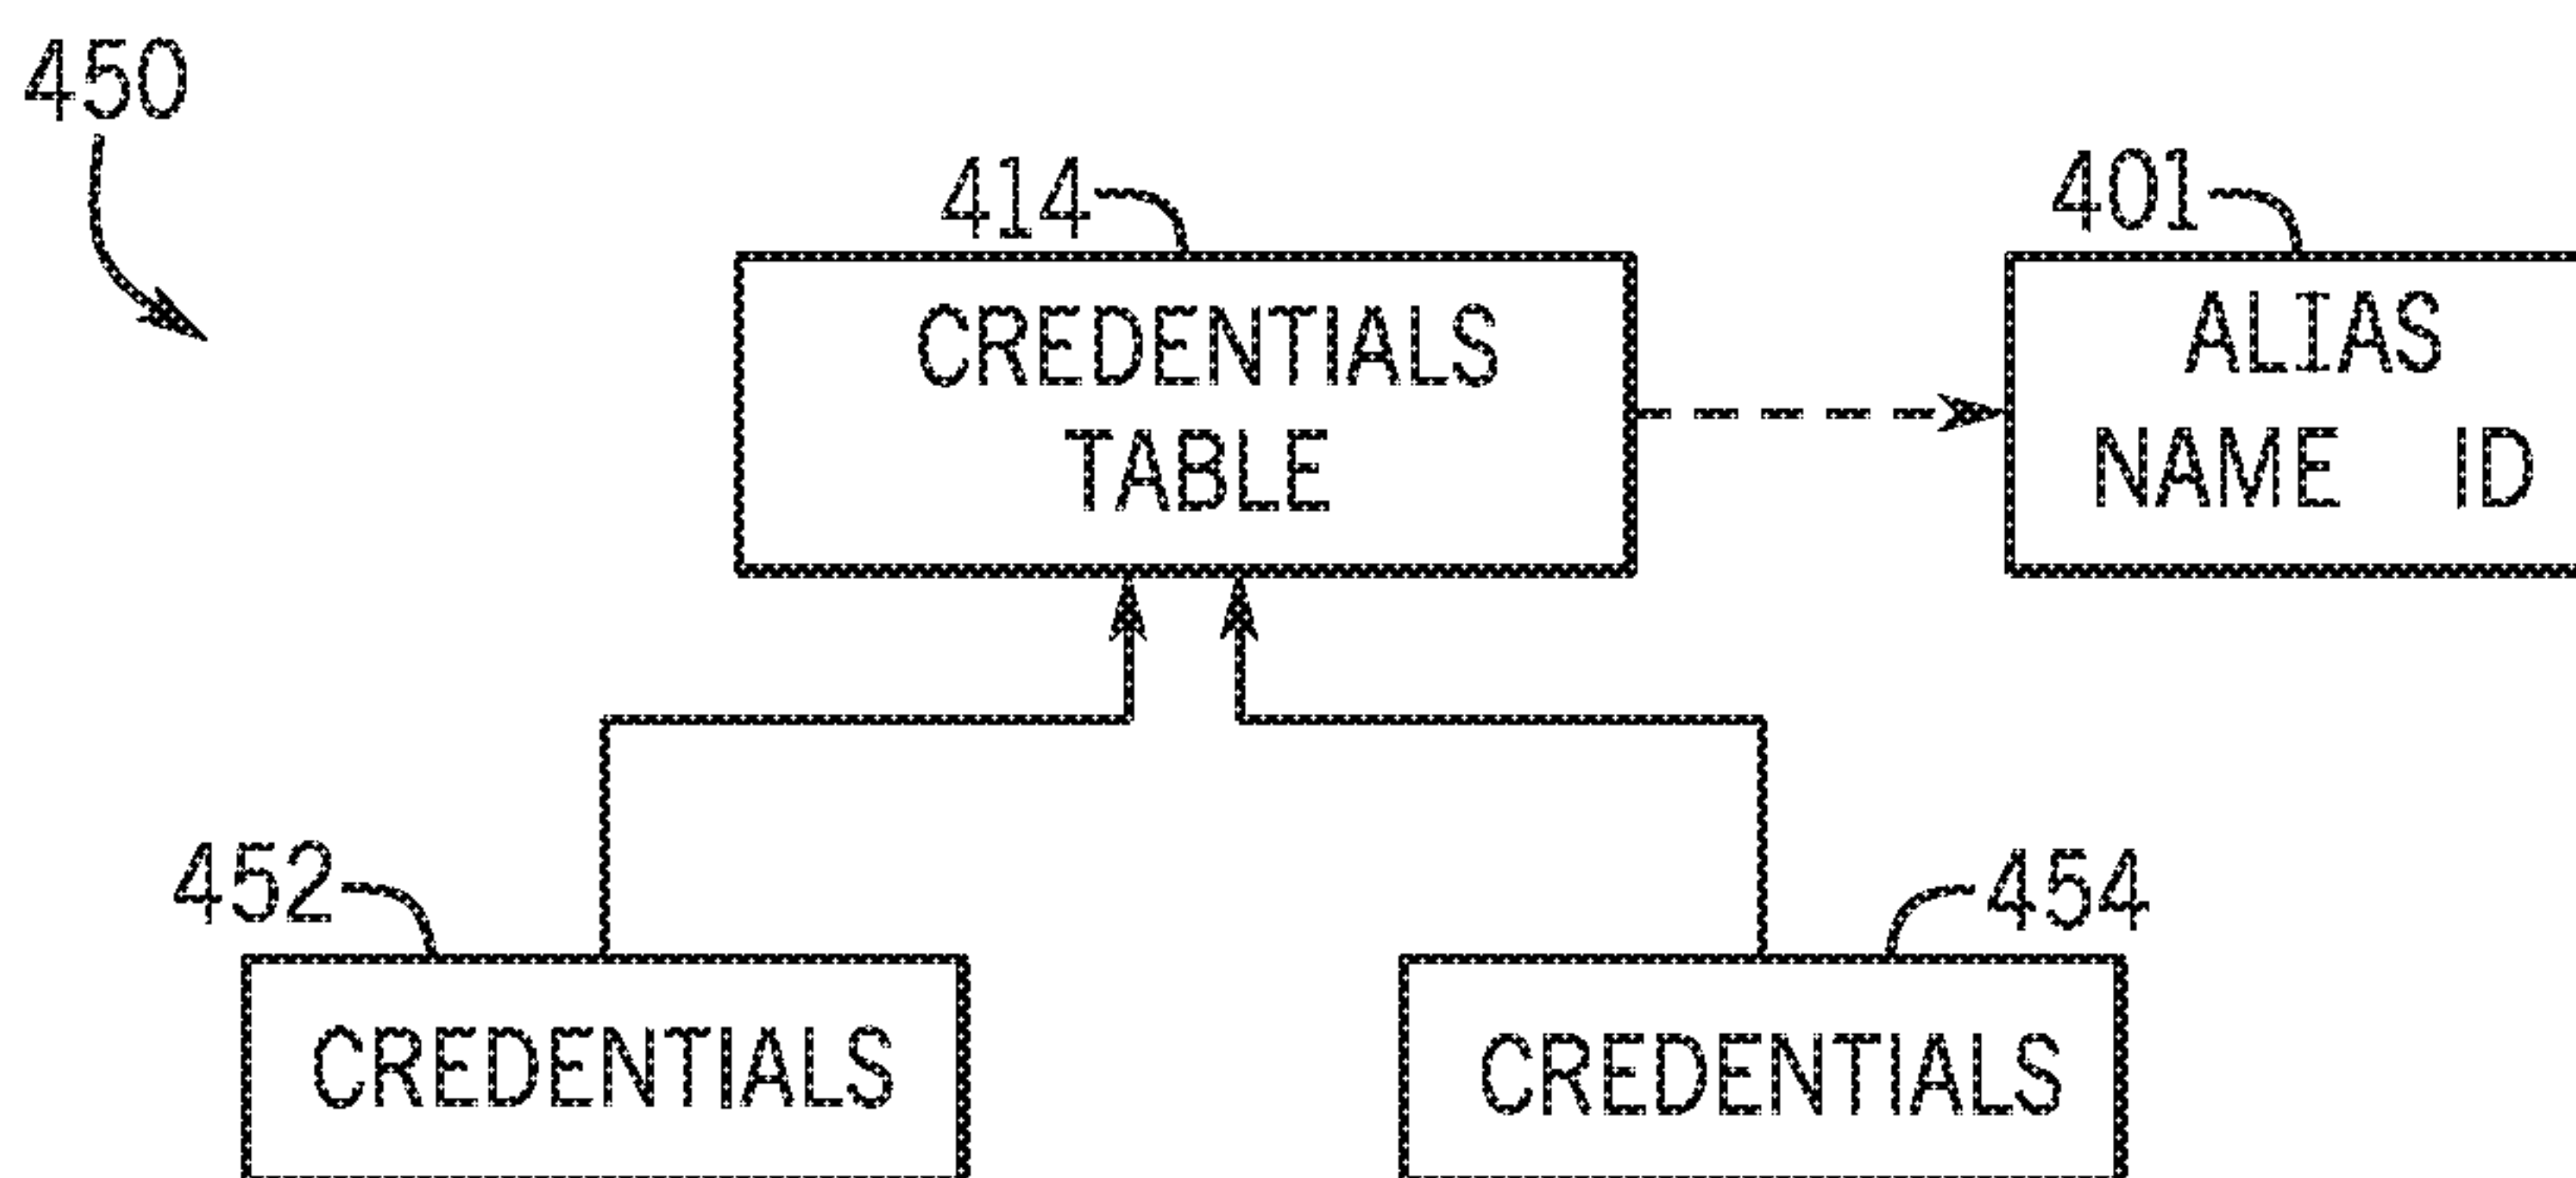 450
414
401
CREDENTIALS
TABLE
ALIAS
NAME ID
452
454
CREDENTIALS
CREDENTIALS